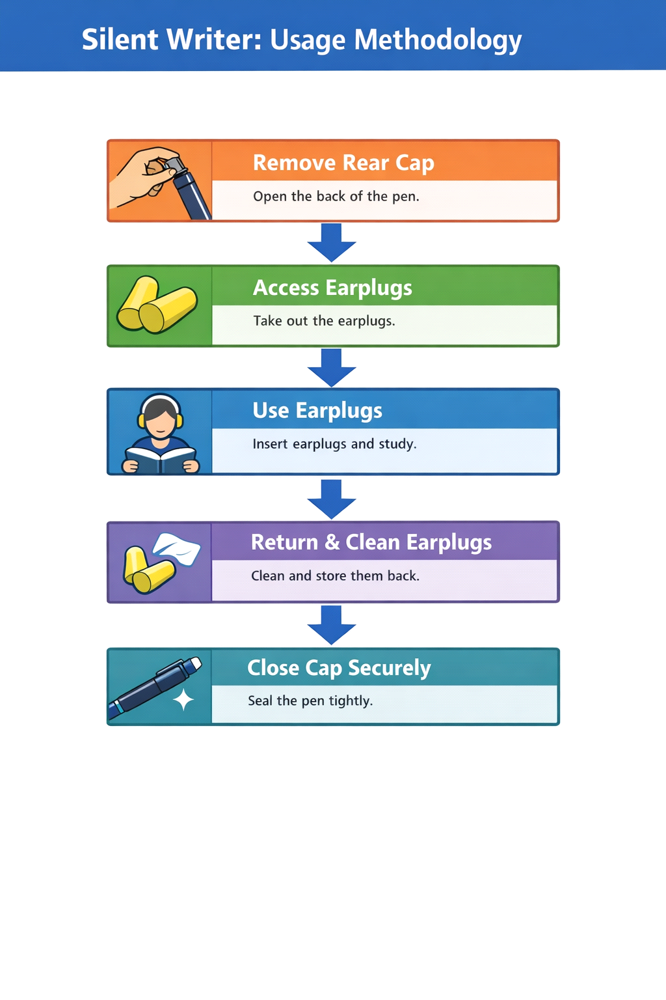 Silent Writer: Usage Methodology
Remove Rear Cap
Open the back of the pen.
Access Earplugs
Take out the earplugs.
Use Earplugs
Insert earplugs and study.
Return & Clean Earplugs
Clean and store them back.
Close Cap Securely
Seal the pen tightly.